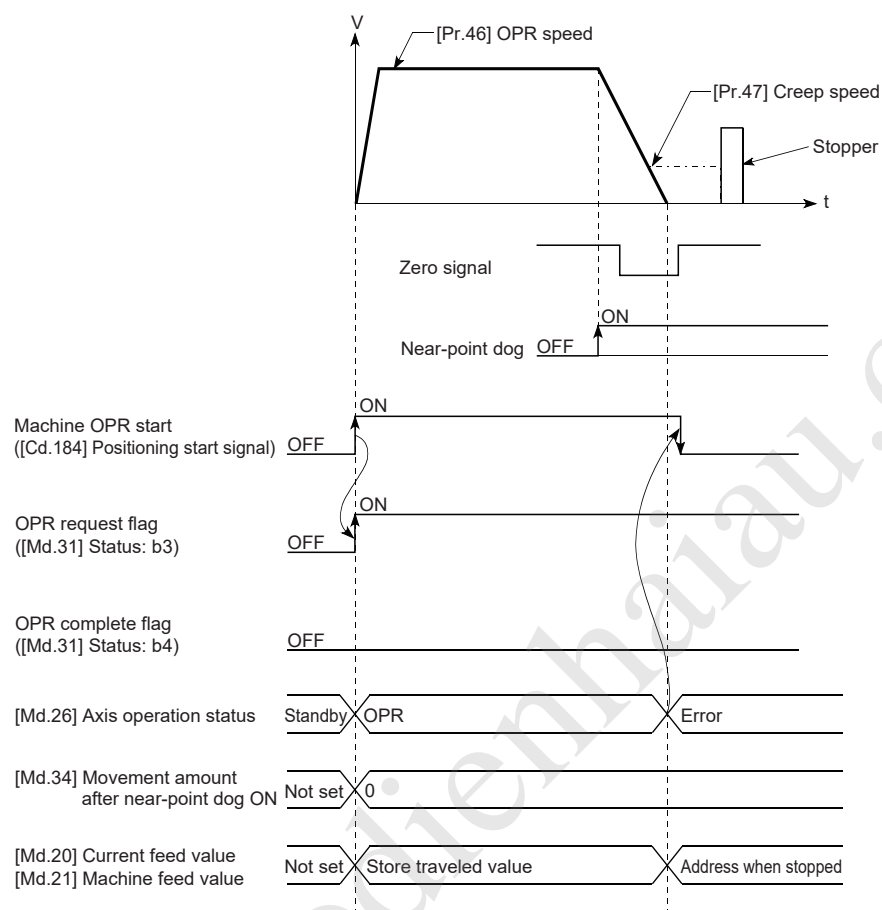 V
[Pr.46] OPR speed
[Pr.47] Creep speed
Stopper
t
Zero signal
ON
Near-point dog OFF
ON
Machine OPR start
([Cd.184] Positioning start signal) OFF
ON
OPR request flag
([Md.31] Status: b3) OFF
OPR complete flag
([Md.31] Status: b4) OFF
[Md.26] Axis operation status Standby OPR Error
[Md.34] Movement amount
after near-point dog ON Not set 0
[Md.20] Current feed value
[Md.21] Machine feed value Not set Store traveled value Address when stopped
edienhaiau.